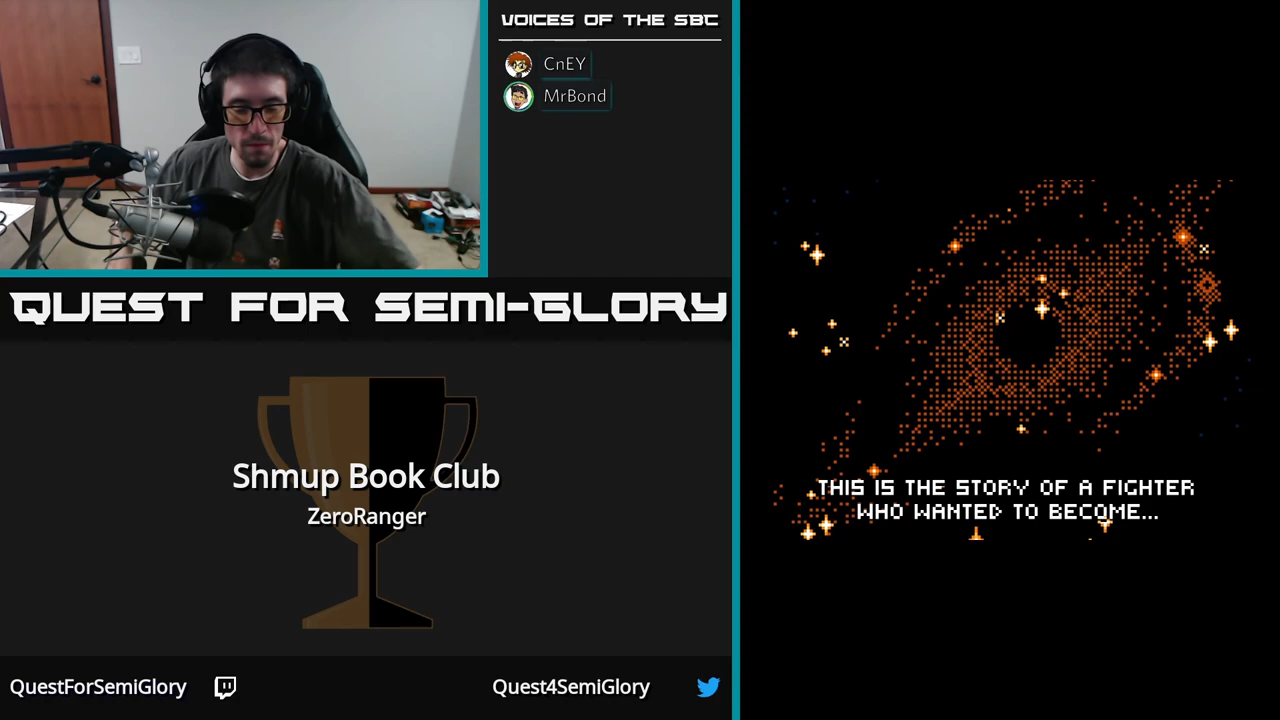 VOICES OF THE SBC
CnEY
MrBond
QUEST FOR SEMI-GLORY
Shmup Book Club
ZeroRanger
THIS IS THE STORY OF A FIGHTER
WHO WANTED TO BECOME...
QuestForSemiGlory
Quest4SemiGlory